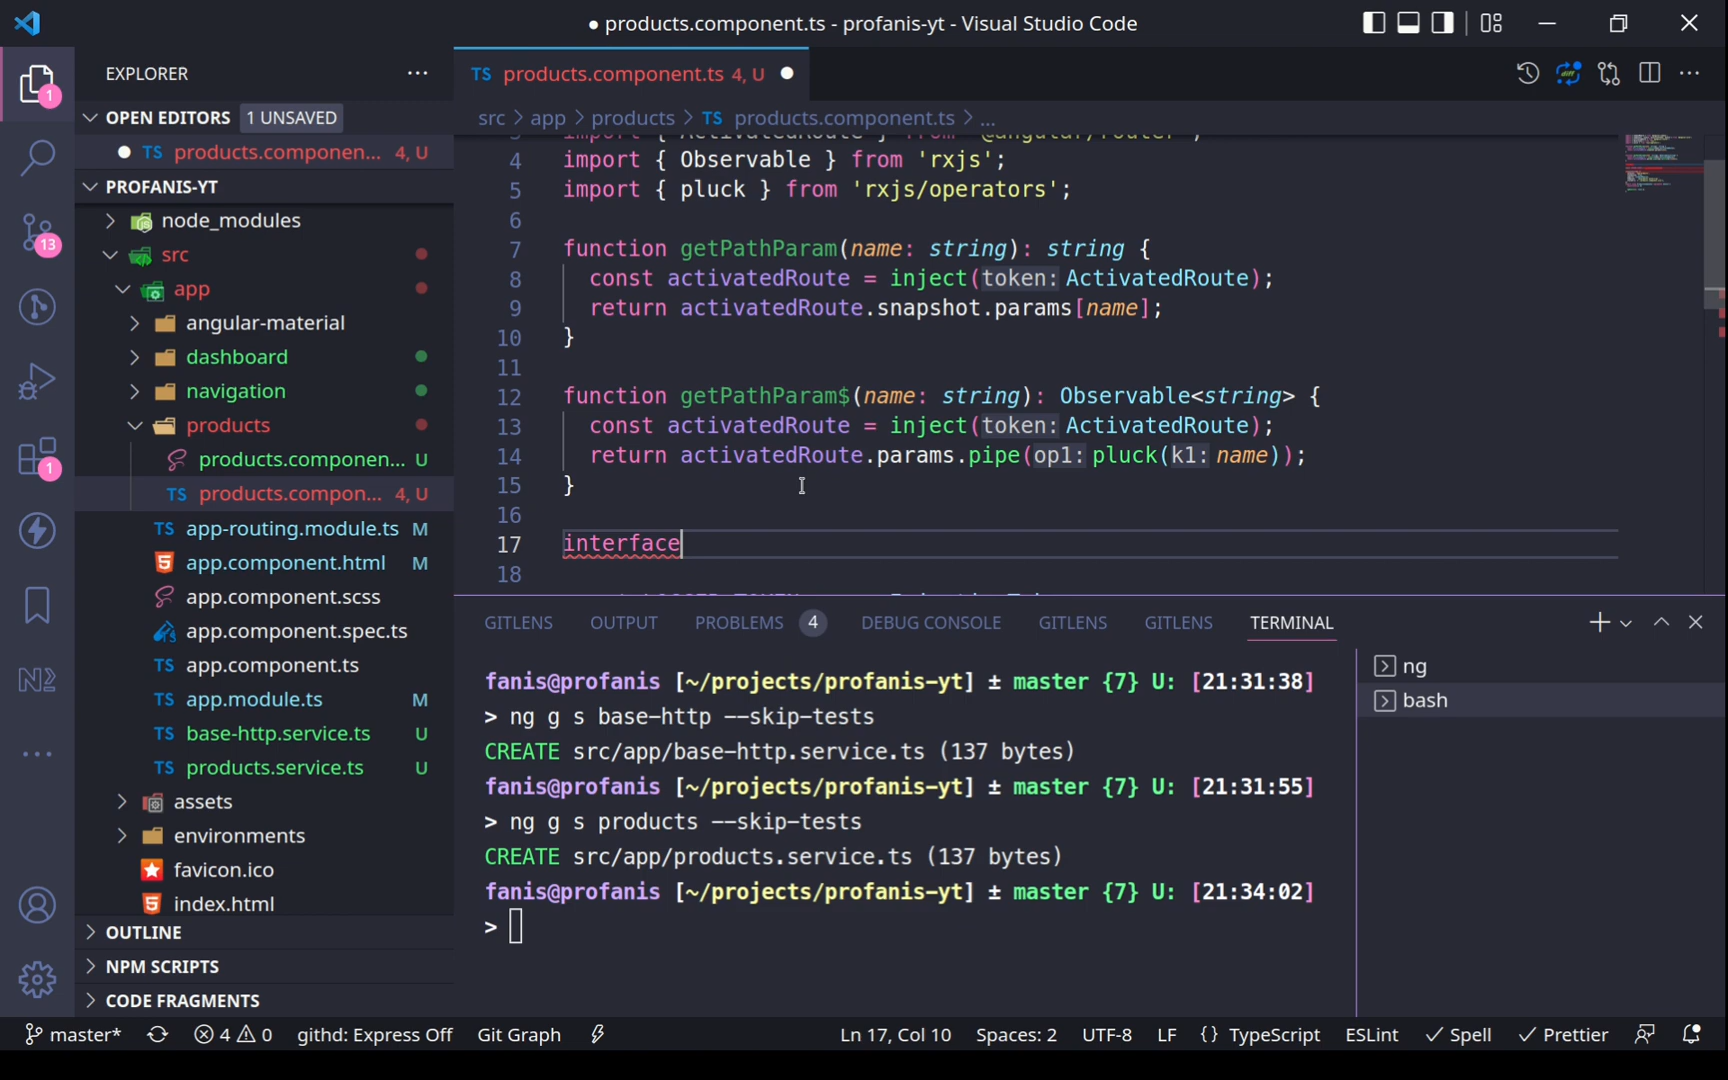 ● products.component.ts - profanis-yt - Visual Studio Code
EXPLORER
OPEN EDITORS 1 UNSAVED
TS products.componen... 4, U
PROFANIS-YT
node_modules
src
app
angular-material
dashboard
navigation
products
products.componen... U
TS products.compon... 4, U
TS app-routing.module.ts M
app.component.html M
app.component.scss
app.component.spec.ts
TS app.component.ts
TS app.module.ts M
TS base-http.service.ts U
TS products.service.ts U
assets
environments
favicon.ico
index.html
OUTLINE
NPM SCRIPTS
CODE FRAGMENTS
1
13
1
TS products.component.ts 4, U
src > app > products > TS products.component.ts > ...
3 import { ActivatedRoute } from '@angular/router';
4 import { Observable } from 'rxjs';
5 import { pluck } from 'rxjs/operators';
6
7 function getPathParam(name: string): string {
8 const activatedRoute = inject(token: ActivatedRoute);
9 return activatedRoute.snapshot.params[name];
10 }
11
12 function getPathParam$(name: string): Observable<string> {
13 const activatedRoute = inject(token: ActivatedRoute);
14 return activatedRoute.params.pipe(op1: pluck(k1: name));
15 }
16
17 interface
18
GITLENS OUTPUT PROBLEMS 4 DEBUG CONSOLE GITLENS GITLENS TERMINAL
fanis@profanis [~/projects/profanis-yt] ± master {7} U: [21:31:38]
> ng g s base-http --skip-tests
CREATE src/app/base-http.service.ts (137 bytes)
fanis@profanis [~/projects/profanis-yt] ± master {7} U: [21:31:55]
> ng g s products --skip-tests
CREATE src/app/products.service.ts (137 bytes)
fanis@profanis [~/projects/profanis-yt] ± master {7} U: [21:34:02]
>
ng
bash
master* 4 0 githd: Express Off Git Graph Ln 17, Col 10 Spaces: 2 UTF-8 LF {} TypeScript ESLint ✓ Spell ✓ Prettier